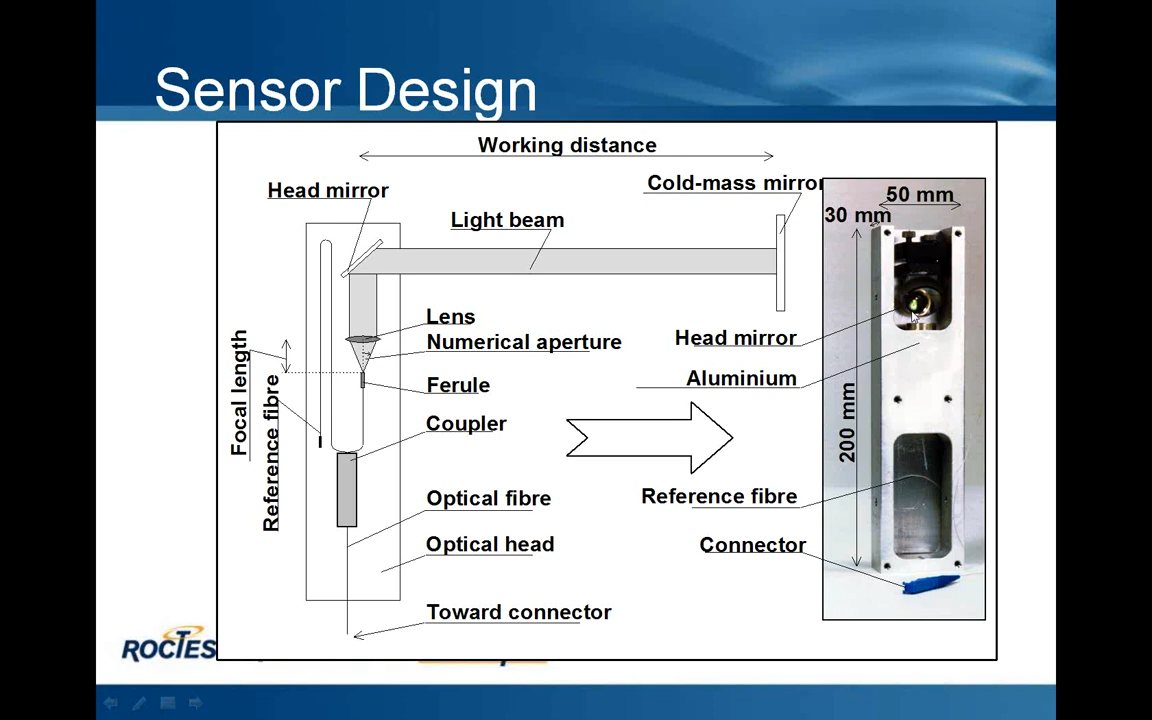 Sensor Design
Working distance
Head mirror
Cold-mass mirror
Light beam
Lens
Numerical aperture
Ferule
Coupler
Optical fibre
Optical head
Toward connector
Focal length
Reference fibre
50 mm
30 mm
200 mm
Head mirror
Aluminium
Reference fibre
Connector
ROCTES